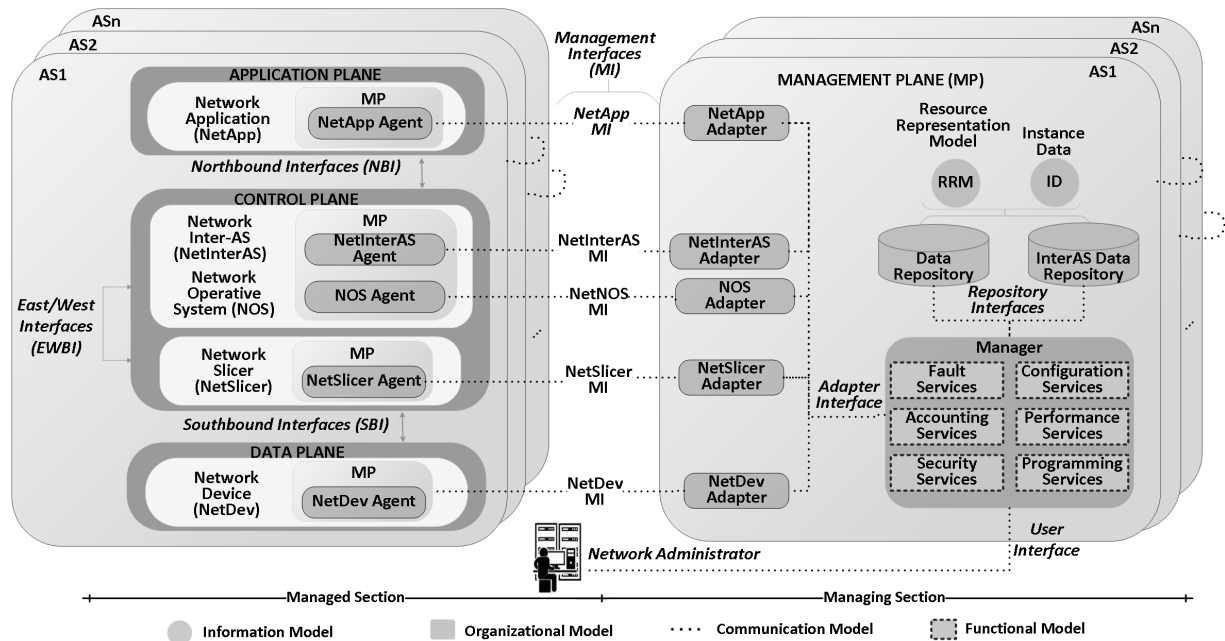 ASn
AS2
AS1
APPLICATION PLANE
Network
Application
(NetApp)
MP
NetApp Agent
Northbound Interfaces (NBI)
CONTROL PLANE
Network
Inter-AS
(NetInterAS)
MP
NetInterAS
Agent
Network
Operative
System (NOS)
NOS Agent
East/West
Interfaces
(EWBI)
Network
Slicer
(NetSlicer)
MP
NetSlicer Agent
Southbound Interfaces (SBI)
DATA PLANE
Network
Device
(NetDev)
MP
NetDev Agent
Management
Interfaces
(MI)
NetApp
MI
NetInterAS
MI
NetNOS
MI
NetSlicer
MI
NetDev
MI
ASn
AS2
AS1
MANAGEMENT PLANE (MP)
NetApp
Adapter
NetInterAS
Adapter
NOS
Adapter
NetSlicer
Adapter
NetDev
Adapter
Resource
Representation
Model
Instance
Data
RRM
ID
Data
Repository
InterAS Data
Repository
Repository
Interfaces
Adapter
Interface
Manager
Fault
Services
Configuration
Services
Accounting
Services
Performance
Services
Security
Services
Programming
Services
User
Interface
Network Administrator
Managed Section
Managing Section
Information Model
Organizational Model
Communication Model
Functional Model